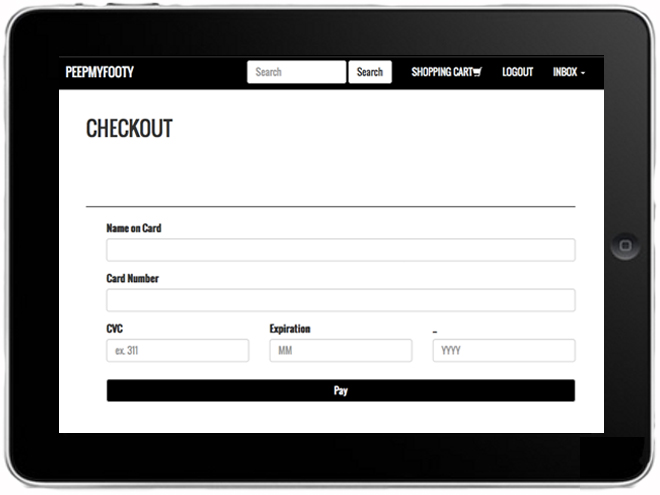 PEEPMYFOOTY Search Search SHOPPING CART LOGOUT INBOX
CHECKOUT
Name on Card
Card Number
CVC Expiration _
ex. 311 MM YYYY
Pay